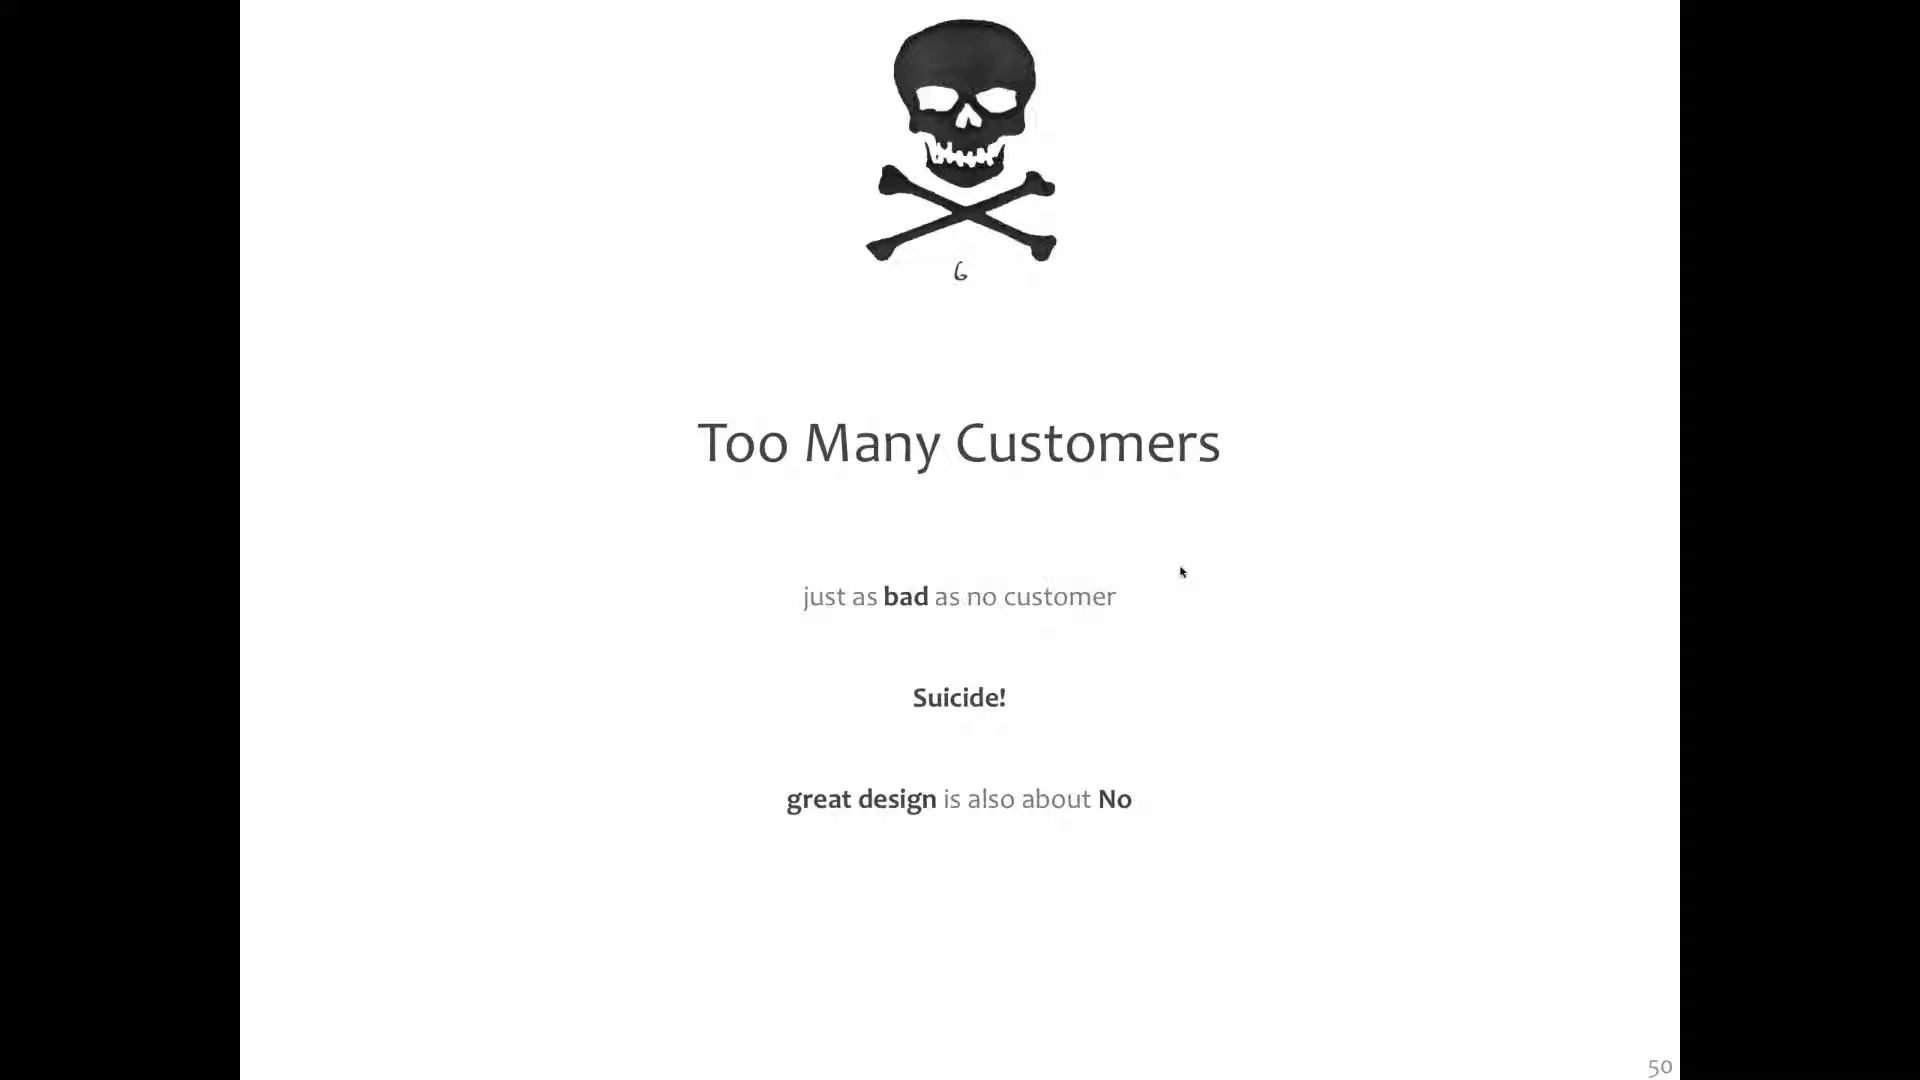 6
Too Many Customers
just as bad as no customer
Suicide!
great design is also about No
50